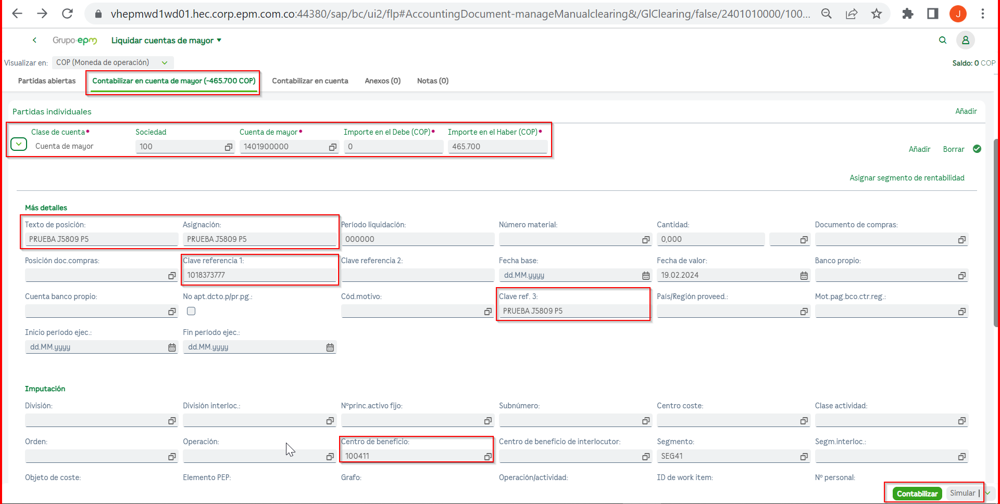 vhepmwd1wd01.hec.corp.epm.com.co:44380/sap/bc/ui2/flp#AccountingDocument-manageManualclearing&/GlClearing/false/2401010000/100...
J
Grupo·epm Liquidar cuentas de mayor
Visualizar en: COP (Moneda de operación)
Saldo: 0 COP
Partidas abiertas Contabilizar en cuenta de mayor (-465.700 COP) Contabilizar en cuenta Anexos (0) Notas (0)
Partidas individuales Añadir
Clase de cuenta Sociedad Cuenta de mayor Importe en el Debe (COP) Importe en el Haber (COP)
Cuenta de mayor 100 1401900000 0 465.700
Añadir Borrar
Asignar segmento de rentabilidad
Más detalles
Texto de posición: Asignación: Período liquidación: Número material: Cantidad: Documento de compras:
PRUEBA J5809 P5 PRUEBA J5809 P5 000000 0,000
Posición doc.compras: Clave referencia 1: Clave referencia 2: Fecha base: Fecha de valor: Banco propio:
1018373777 dd.MM.yyyy 19.02.2024
Cuenta banco propio: No apt.dcto.p/pr.pg.: Cód.motivo: Clave ref. 3: País/Región proveed.: Mot.pag.bco.ctr.reg.:
PRUEBA J5809 P5
Inicio período ejec.: Fin período ejec.:
dd.MM.yyyy dd.MM.yyyy
Imputación
División: División interloc.: Nºprinc.activo fijo: Subnúmero: Centro coste: Clase actividad:
Orden: Operación: Centro de beneficio: Centro de beneficio de interlocutor: Segmento: Segm.interloc.:
100411 SEG41
Objeto de coste: Elemento PEP: Grafo: Operación/actividad: ID de work item: Nº personal:
Contabilizar Simular